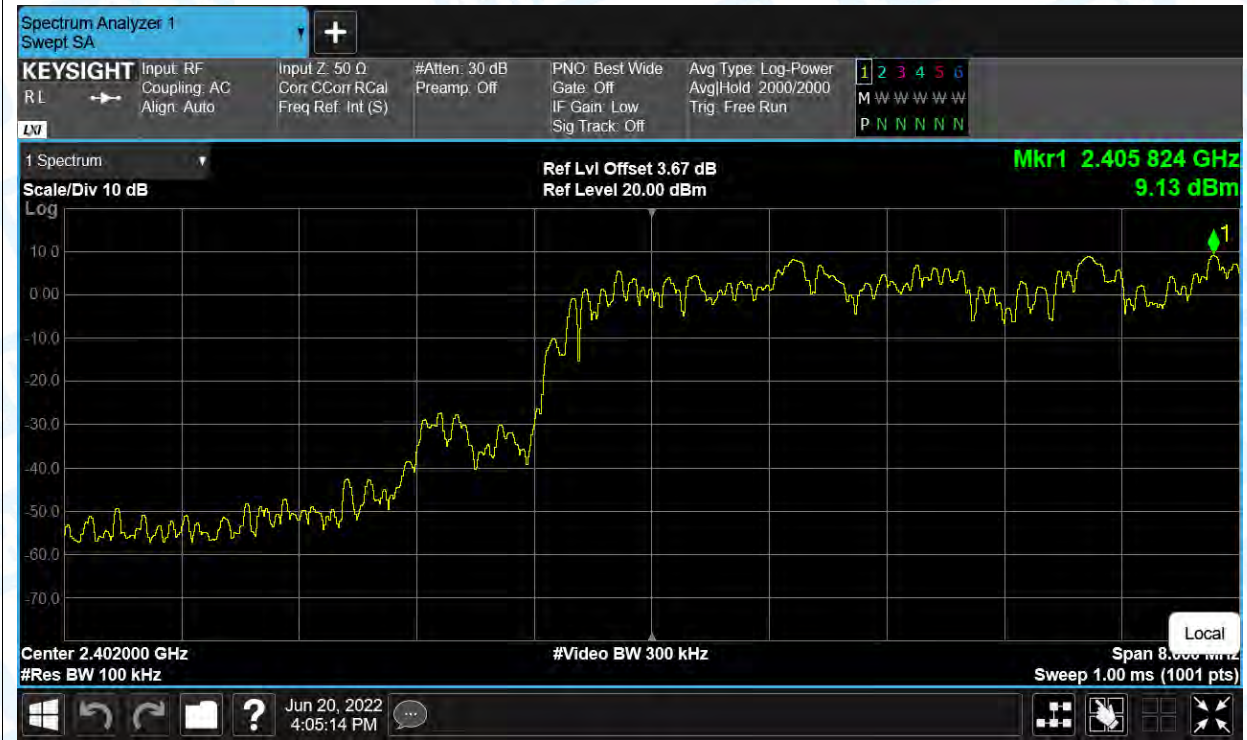 Spectrum Analyzer 1
Swept SA
KEYSIGHT
R L
LXI
Input: RF
Coupling: AC
Align: Auto
Input Z: 50 Ω
Corr CCorr RCal
Freq Ref: Int (S)
#Atten: 30 dB
Preamp: Off
PNO: Best Wide
Gate: Off
IF Gain: Low
Sig Track: Off
Avg Type: Log-Power
Avg|Hold: 2000/2000
Trig: Free Run
1 2 3 4 5 6
M W W W W W W
P N N N N N N
1 Spectrum
Scale/Div 10 dB
Log
Ref Lvl Offset 3.67 dB
Ref Level 20.00 dBm
Mkr1 2.405 824 GHz
9.13 dBm
1
10.0
0.00
-10.0
-20.0
-30.0
-40.0
-50.0
-60.0
-70.0
Local
Center 2.402000 GHz
#Video BW 300 kHz
Span 8.000 MHz
#Res BW 100 kHz
Sweep 1.00 ms (1001 pts)
?
Jun 20, 2022
4:05:14 PM